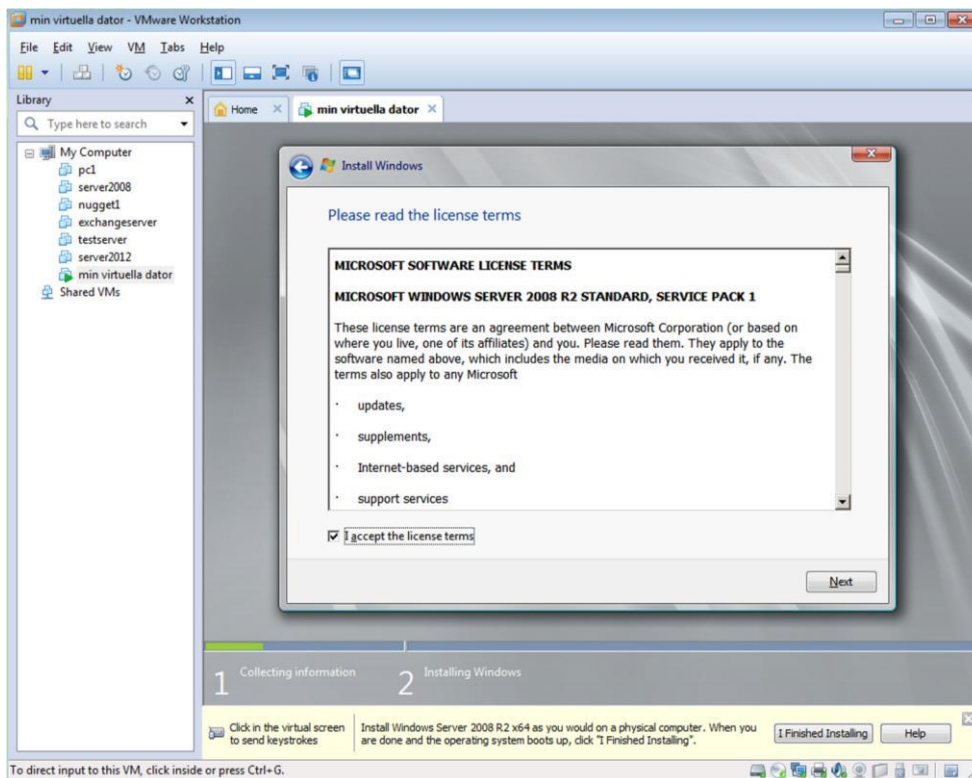 min virtuella dator - VMware Workstation
File Edit View VM Tabs Help
Library
Type here to search
My Computer
pc1
server2008
nugget1
exchangeserver
testserver
server2012
min virtuella dator
Shared VMs
Home
min virtuella dator
Install Windows
Please read the license terms
MICROSOFT SOFTWARE LICENSE TERMS
MICROSOFT WINDOWS SERVER 2008 R2 STANDARD, SERVICE PACK 1
These license terms are an agreement between Microsoft Corporation (or based on
where you live, one of its affiliates) and you. Please read them. They apply to the
software named above, which includes the media on which you received it, if any. The
terms also apply to any Microsoft
· updates,
· supplements,
· Internet-based services, and
· support services
I accept the license terms
Next
1 Collecting information 2 Installing Windows
Click in the virtual screen
to send keystrokes
Install Windows Server 2008 R2 x64 as you would on a physical computer. When you
are done and the operating system boots up, click "I Finished Installing".
I Finished Installing
Help
To direct input to this VM, click inside or press Ctrl+G.